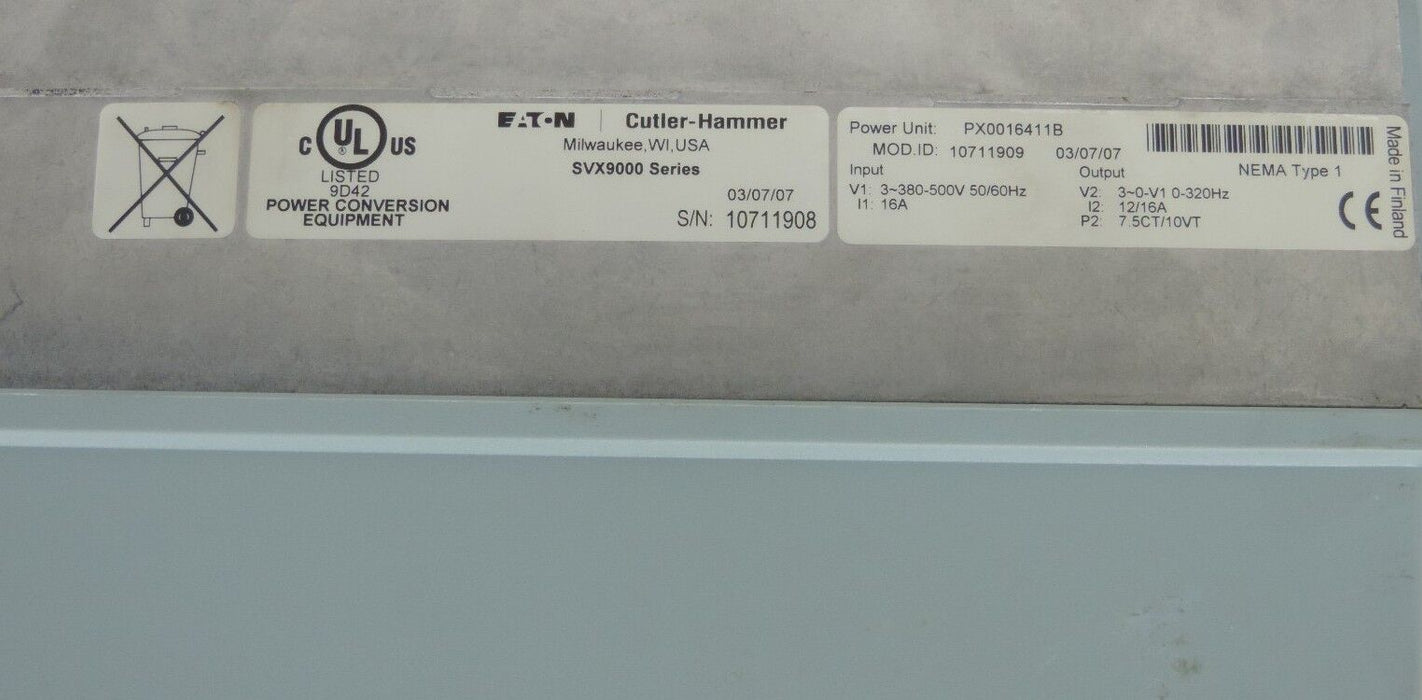 C UL ® US
LISTED
9D42
POWER CONVERSION
EQUIPMENT
EATON | Cutler-Hammer
Milwaukee,WI,USA
SVX9000 Series
03/07/07
S/N: 10711908
Power Unit: PX0016411B
MOD.ID: 10711909 03/07/07
NEMA Type 1
Input
V1: 3~380-500V 50/60Hz
I1: 16A
Output
V2: 3~0-V1 0-320Hz
I2: 12/16A
P2: 7.5CT/10VT
CE
Made in Finland